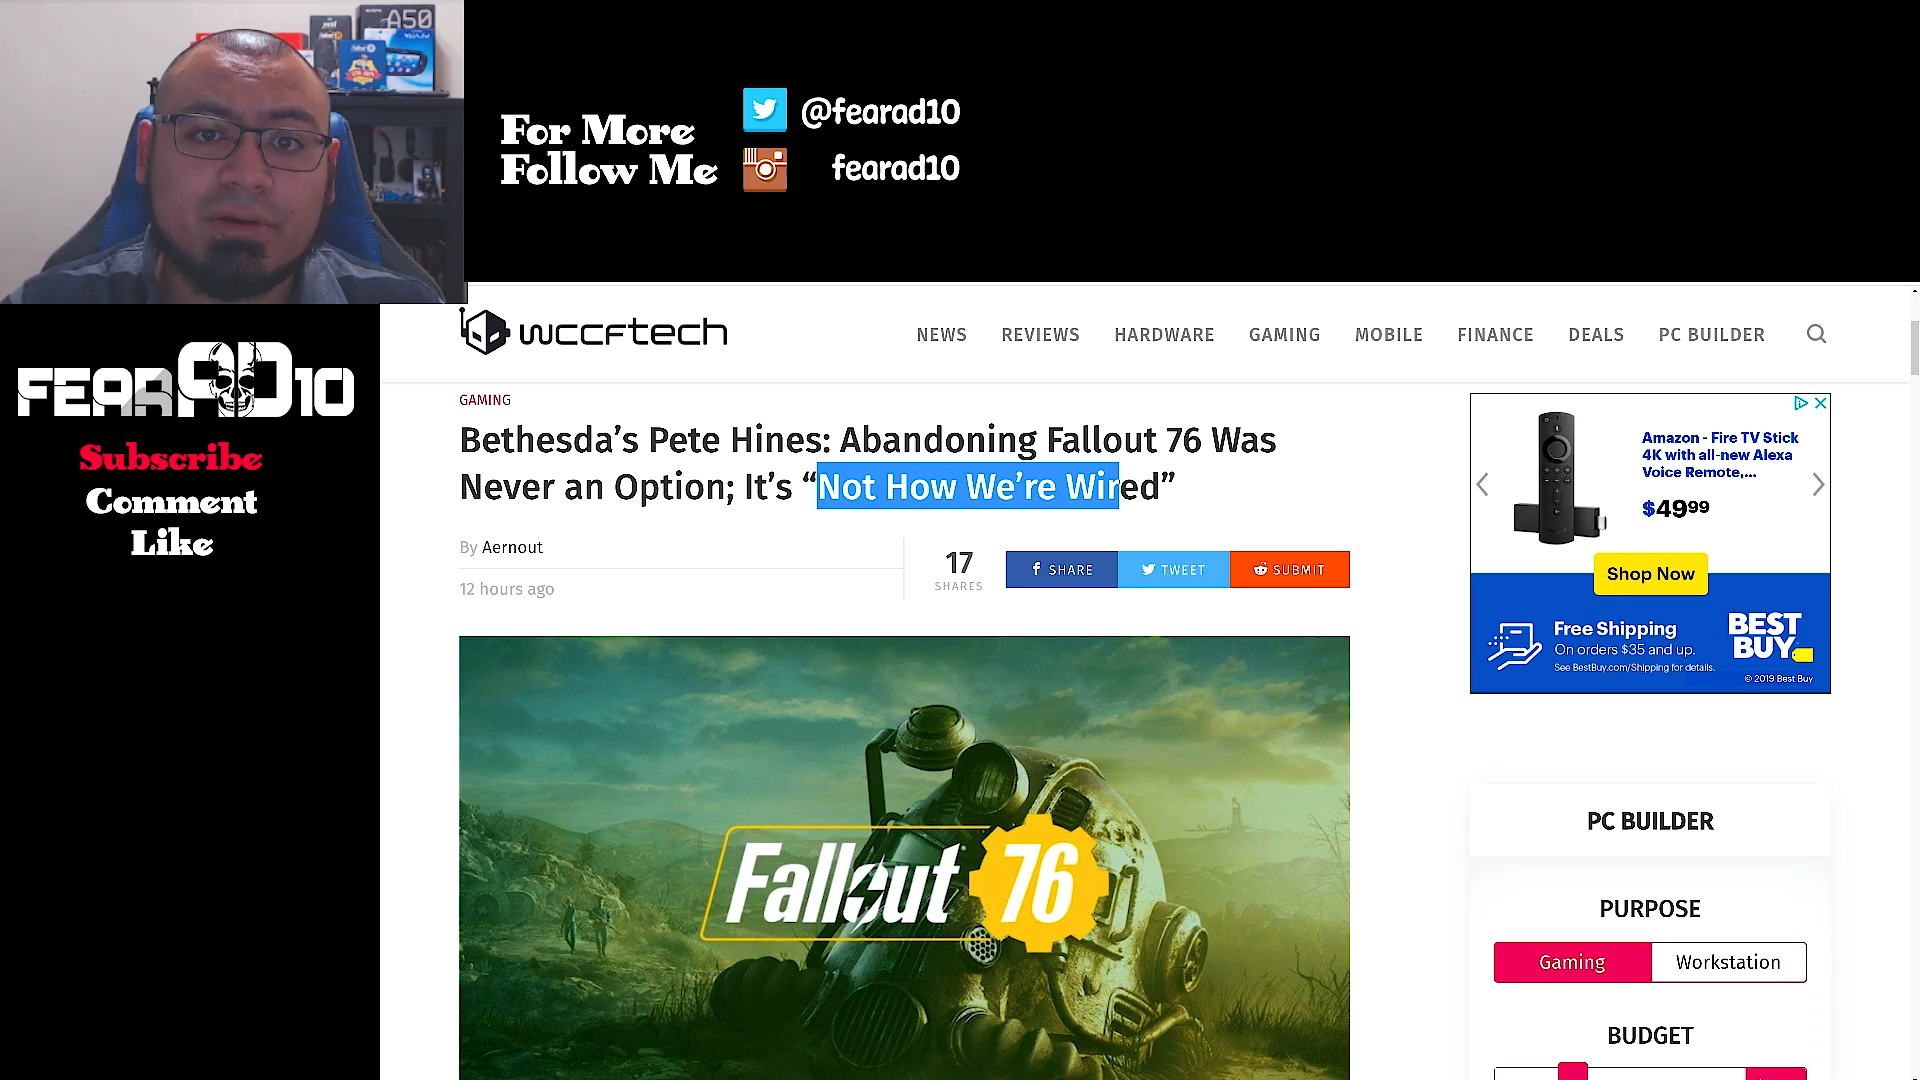 A50
For More
Follow Me
@fearad10
fearad10
FEARAD10
Subscribe
Comment
Like
wccftech
NEWS
REVIEWS
HARDWARE
GAMING
MOBILE
FINANCE
DEALS
PC BUILDER
GAMING
Bethesda’s Pete Hines: Abandoning Fallout 76 Was
Never an Option; It’s “Not How We’re Wired”
By Aernout
12 hours ago
17
SHARES
SHARE
TWEET
SUBMIT
Fallout 76
Amazon - Fire TV Stick
4K with all-new Alexa
Voice Remote,...
$4999
Shop Now
Free Shipping
On orders $35 and up.
See BestBuy.com/Shipping for details.
BEST
BUY
© 2019 Best Buy
PC BUILDER
PURPOSE
Gaming
Workstation
BUDGET